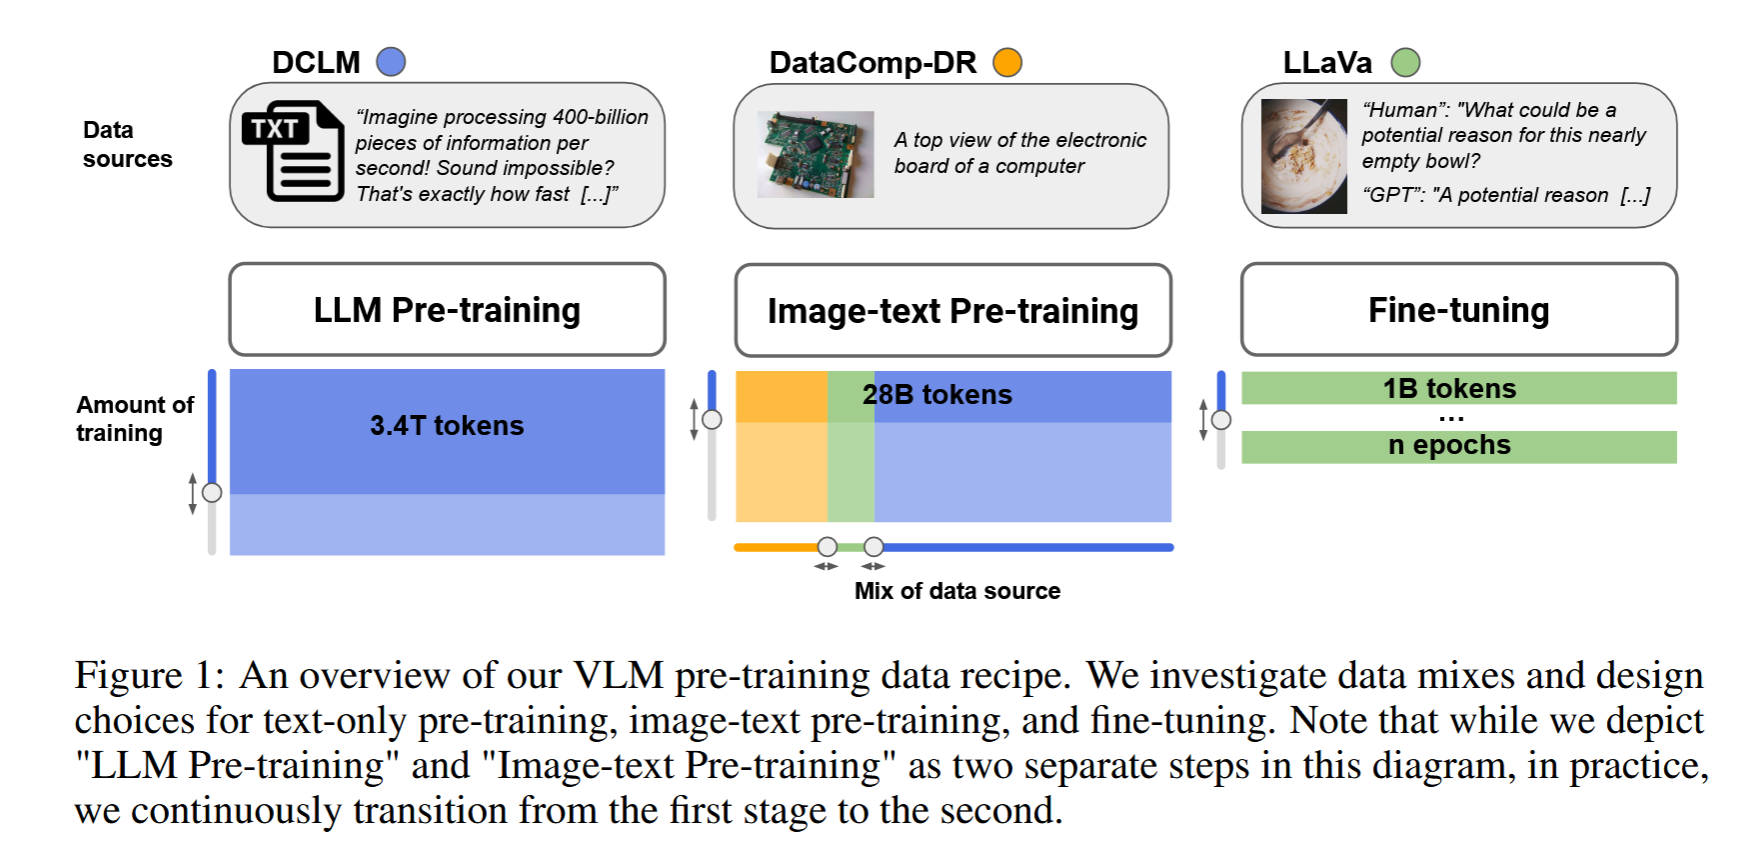 DCLM
DataComp-DR
LLaVa
Data
sources
TXT
“Imagine processing 400-billion
pieces of information per
second! Sound impossible?
That's exactly how fast [...]”
A top view of the electronic
board of a computer
“Human”: "What could be a
potential reason for this nearly
empty bowl?
“GPT”: "A potential reason [...]
LLM Pre-training
Image-text Pre-training
Fine-tuning
Amount of
training
3.4T tokens
28B tokens
1B tokens
...
n epochs
Mix of data source
Figure 1: An overview of our VLM pre-training data recipe. We investigate data mixes and design
choices for text-only pre-training, image-text pre-training, and fine-tuning. Note that while we depict
"LLM Pre-training" and "Image-text Pre-training" as two separate steps in this diagram, in practice,
we continuously transition from the first stage to the second.